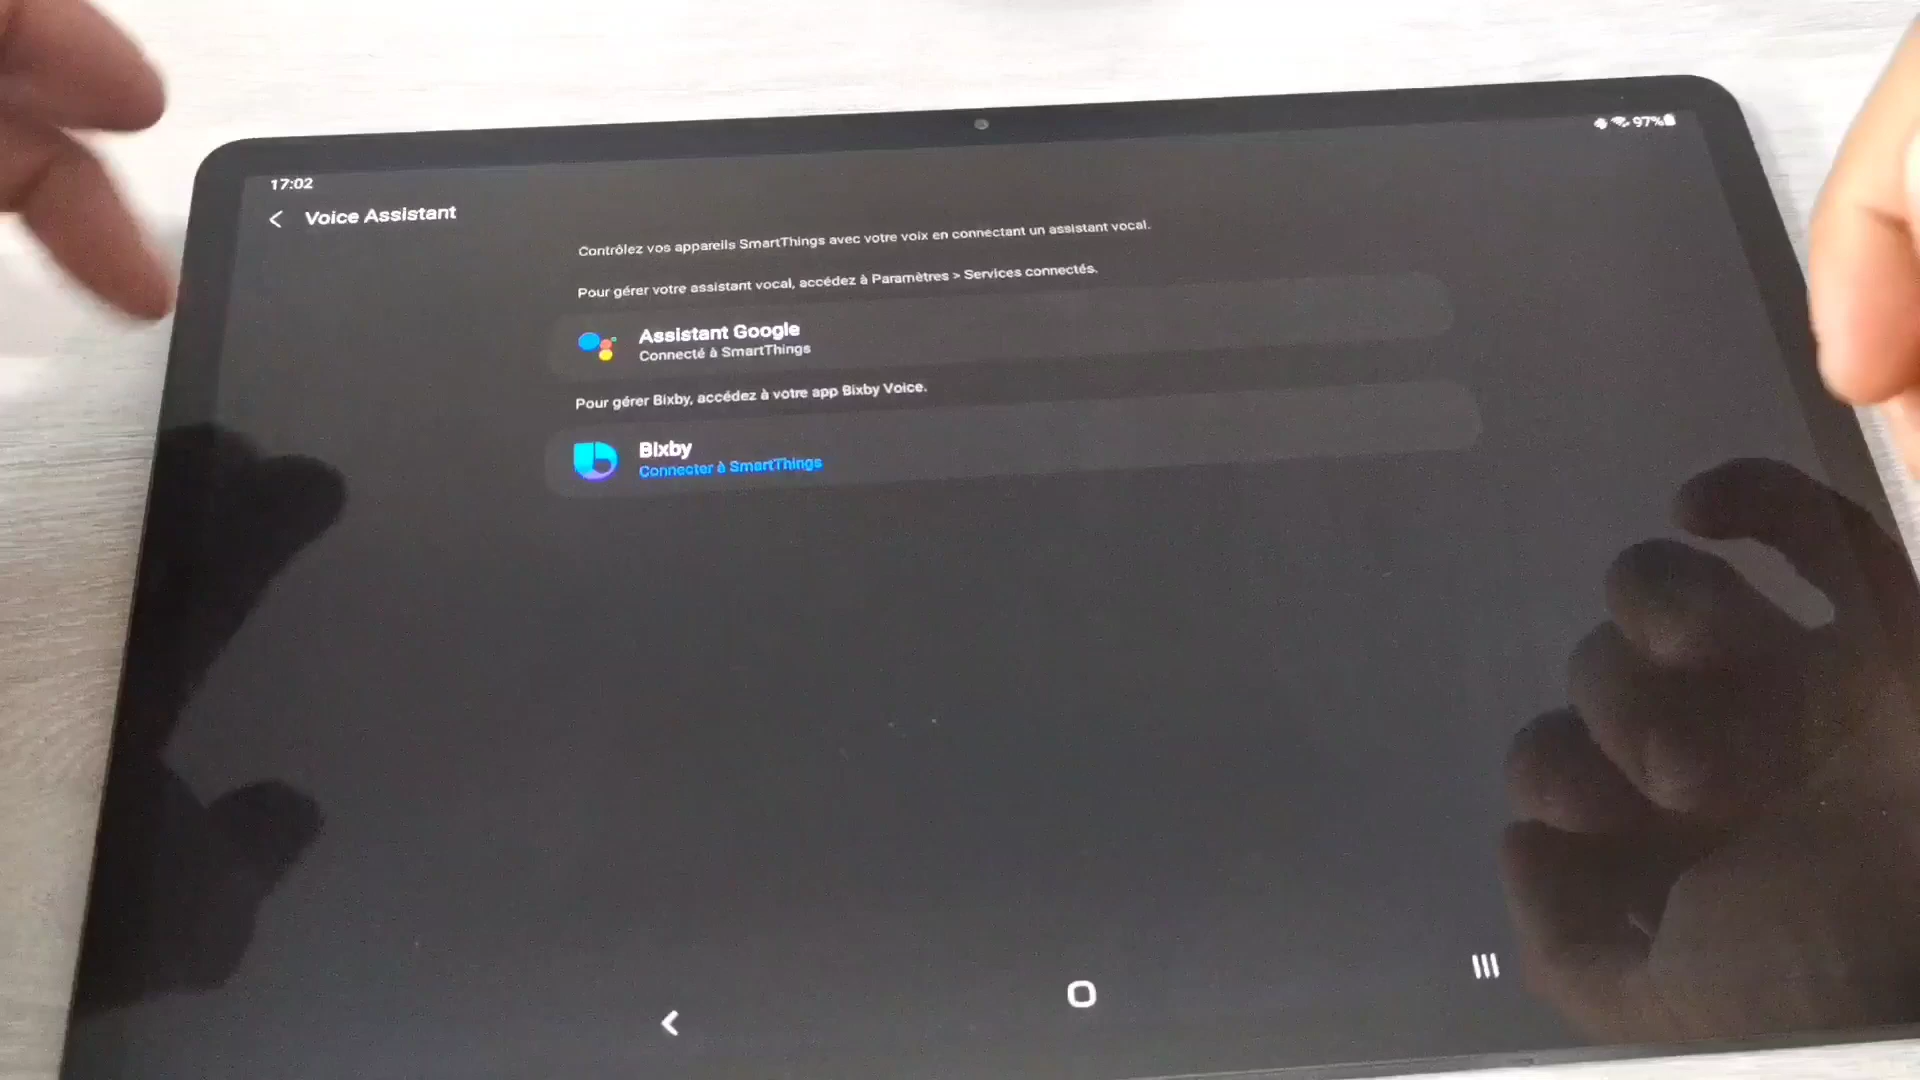 17:02
97%
Voice Assistant
Contrôlez vos appareils SmartThings avec votre voix en connectant un assistant vocal.
Pour gérer votre assistant vocal, accédez à Paramètres > Services connectés.
Assistant Google
Connecté à SmartThings
Pour gérer Bixby, accédez à votre app Bixby Voice.
Bixby
Connecter à SmartThings